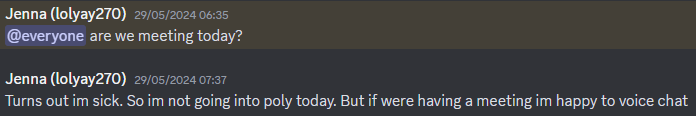 Jenna (lolyay270) 29/05/2024 06:35
@everyone are we meeting today?
Jenna (lolyay270) 29/05/2024 07:37
Turns out im sick. So im not going into poly today. But if were having a meeting im happy to voice chat